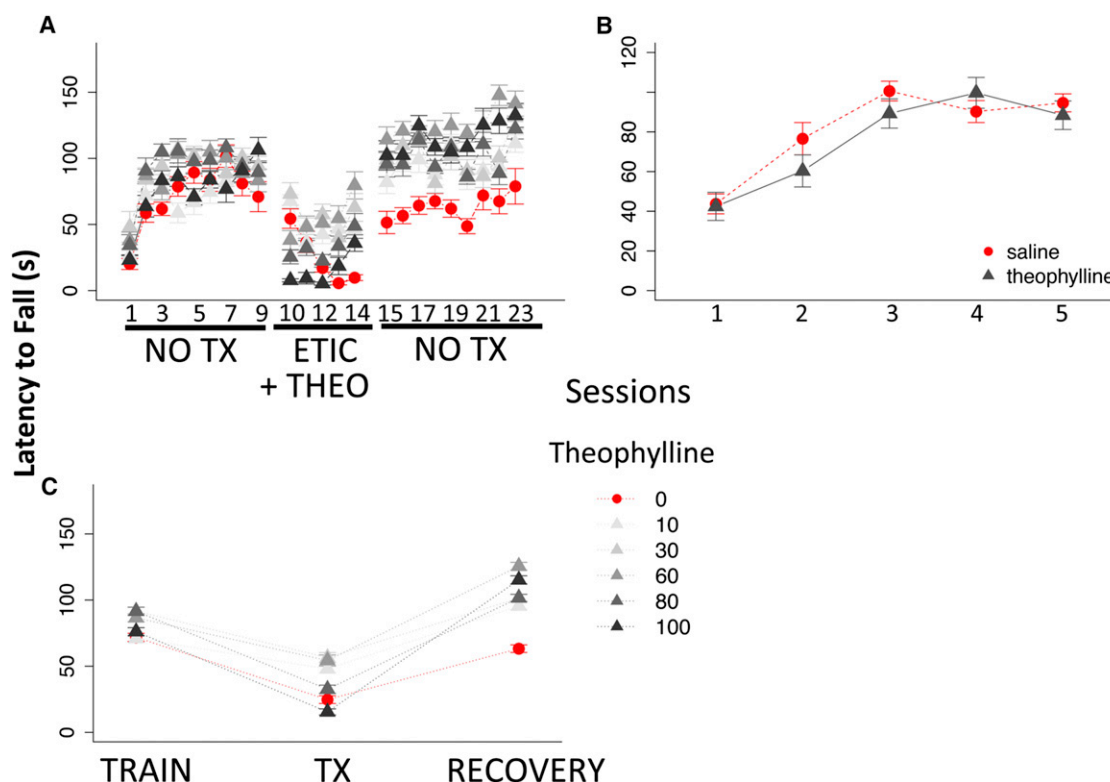 A
Latency to Fall (s)
150
100
50
0
1 3 5 7 9 10 12 14 15 17 19 21 23
NO TX
ETIC
+ THEO
NO TX
B
120
80
60
40
20
0
saline
theophylline
1 2 3 4 5
Sessions
C
150
100
50
0
TRAIN TX RECOVERY
Theophylline
0
10
30
60
80
100